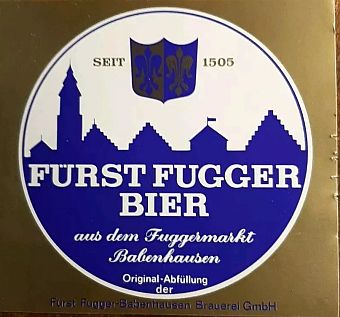 SEIT 1505
FÜRST FUGGER
BIER
aus dem Fuggermarkt
Babenhausen
Original-Abfüllung
der
Fürst Fugger-Babenhausen Brauerei GmbH